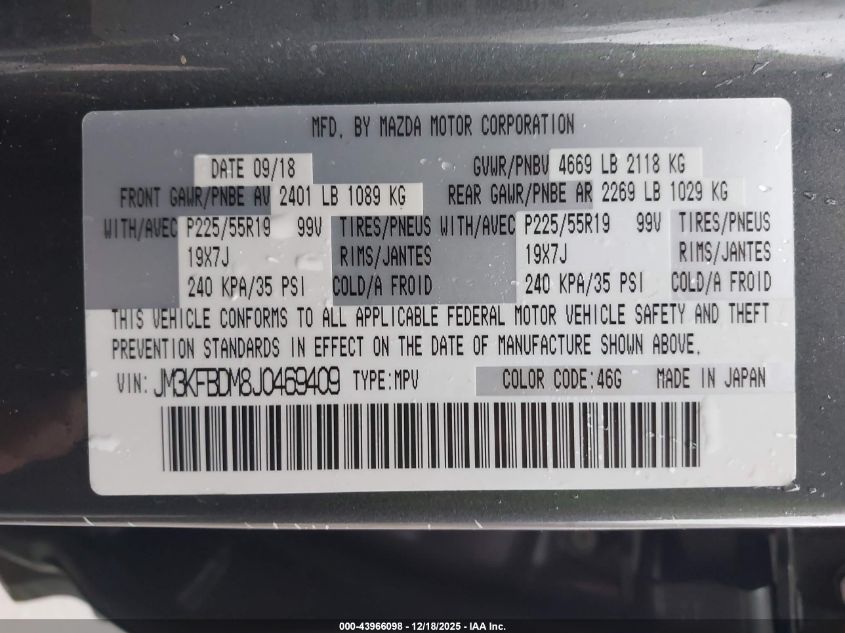 MFD. BY MAZDA MOTOR CORPORATION
DATE 09/18 GVWR/PNBV 4669 LB 2118 KG
FRONT GAWR/PNBE AV 2401 LB 1089 KG REAR GAWR/PNBE AR 2269 LB 1029 KG
WITH/AVEC P225/55R19 99V TIRES/PNEUS WITH/AVEC P225/55R19 99V TIRES/PNEUS
19X7J RIMS/JANTES 19X7J RIMS/JANTES
240 KPA/35 PSI COLD/A FROID 240 KPA/35 PSI COLD/A FROID
THIS VEHICLE CONFORMS TO ALL APPLICABLE FEDERAL MOTOR VEHICLE SAFETY AND THEFT
PREVENTION STANDARDS IN EFFECT ON THE DATE OF MANUFACTURE SHOWN ABOVE.
VIN: JM3KFBDM8J0469409 TYPE:MPV COLOR CODE:46G MADE IN JAPAN
000-43966098 - 12/18/2025 - IAA Inc.